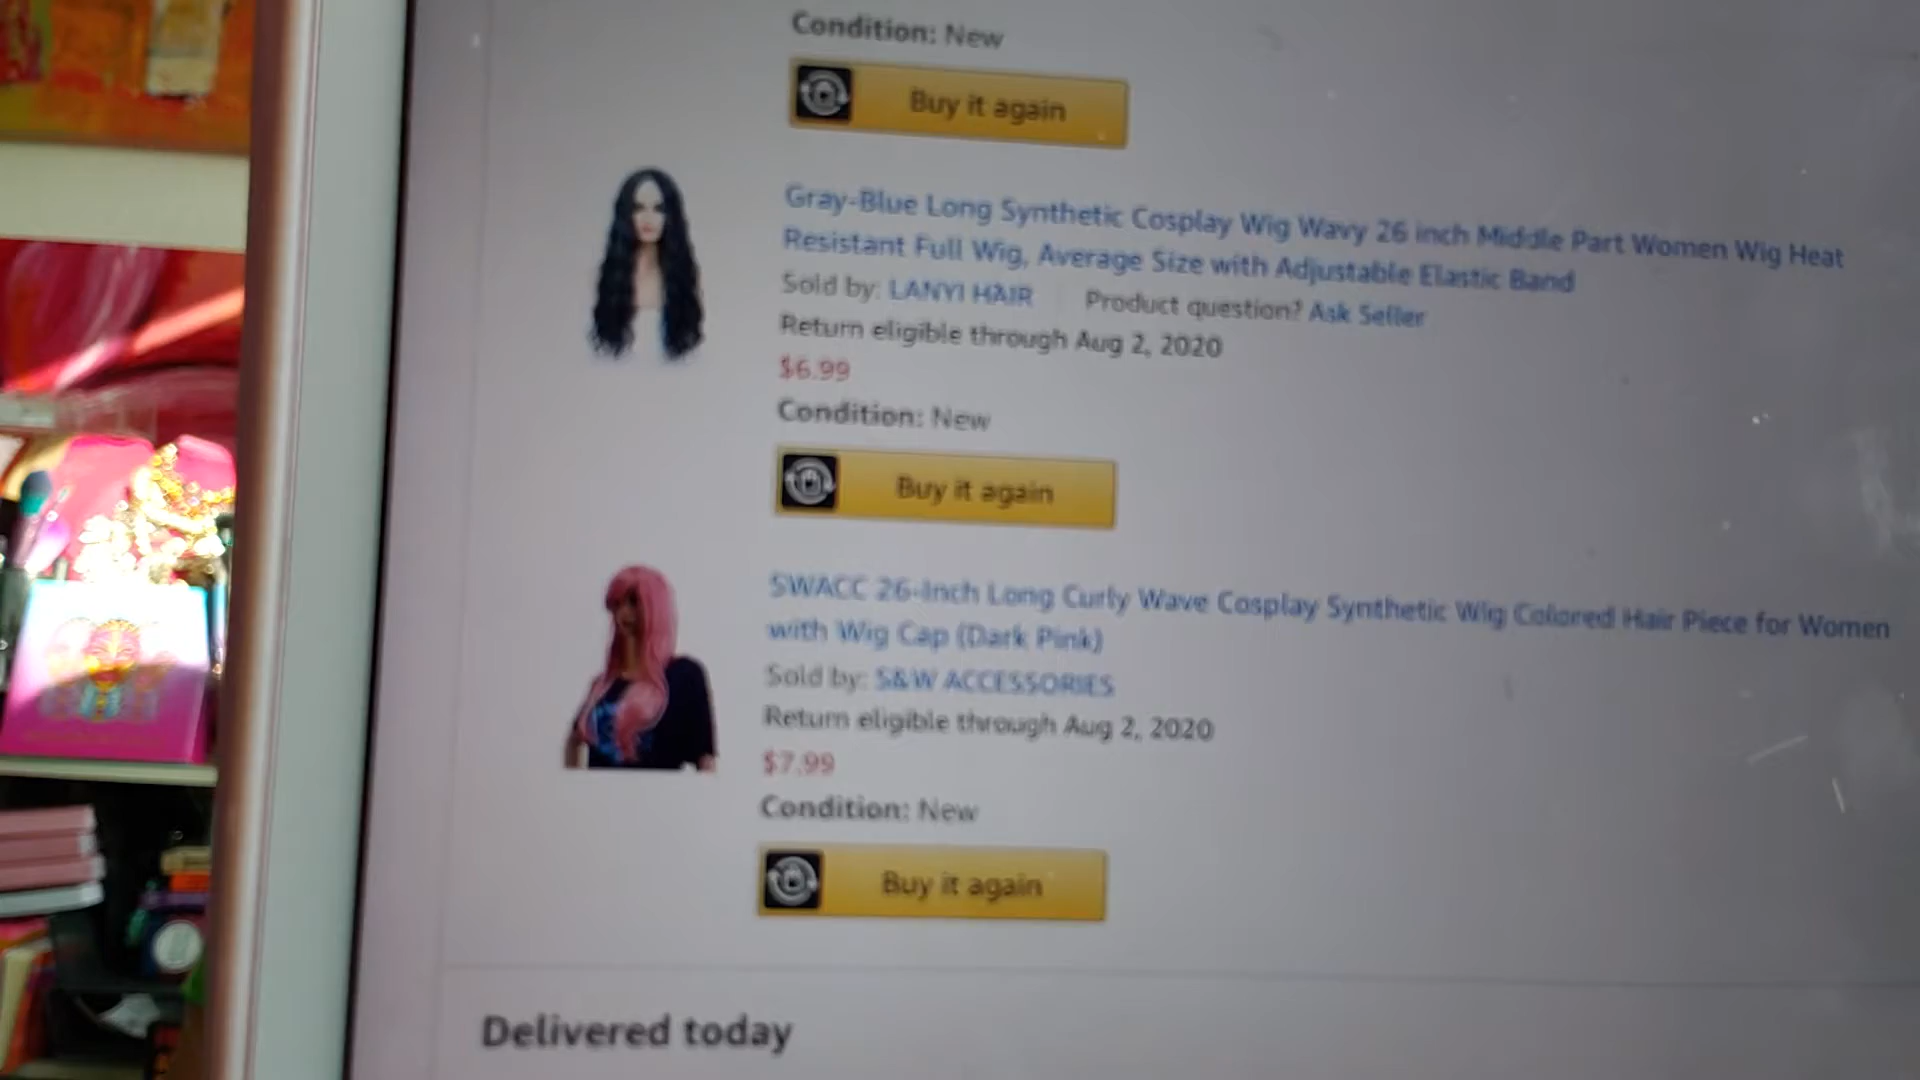 Condition: New
Buy it again
Gray-Blue Long Synthetic Cosplay Wig Wavy 26 inch Middle Part Women Wig Heat
Resistant Full Wig, Average Size with Adjustable Elastic Band
Sold by: LANYI HAIR Product question? Ask Seller
Return eligible through Aug 2, 2020
$6.99
Condition: New
Buy it again
SWACC 26-Inch Long Curly Wave Cosplay Synthetic Wig Colored Hair Piece for Women
with Wig Cap (Dark Pink)
Sold by: S&W ACCESSORIES
Return eligible through Aug 2, 2020
$7.99
Condition: New
Buy it again
Delivered today